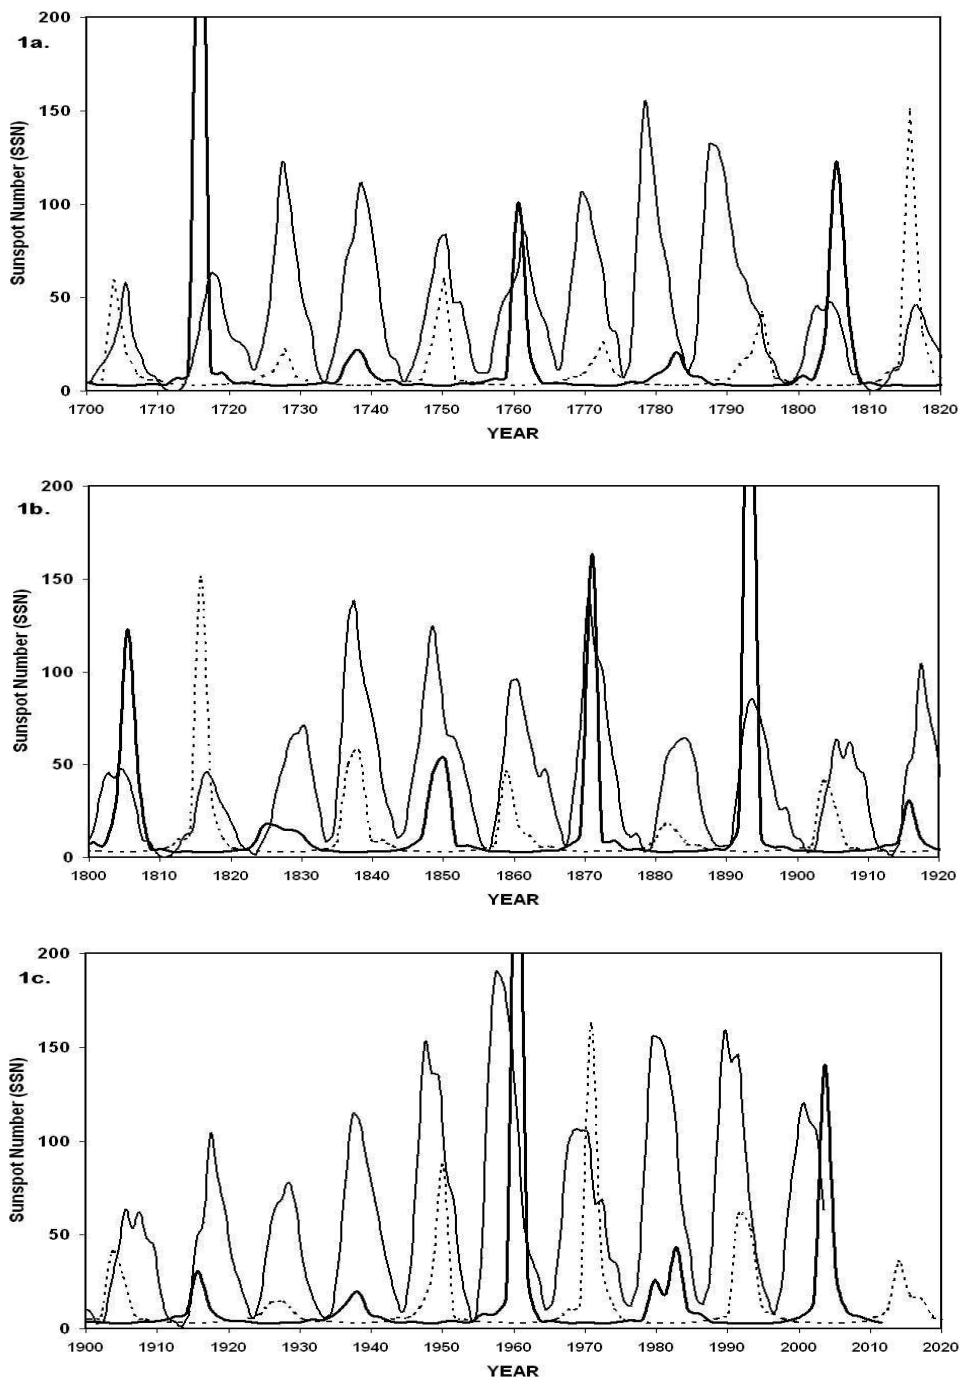 1a.
Sunspot Number (SSN)
200
150
100
50
0
1700 1710 1720 1730 1740 1750 1760 1770 1780 1790 1800 1810 1820
YEAR
1b.
Sunspot Number (SSN)
200
150
100
50
0
1800 1810 1820 1830 1840 1850 1860 1870 1880 1890 1900 1910 1920
YEAR
1c.
Sunspot Number (SSN)
200
150
100
50
0
1900 1910 1920 1930 1940 1950 1960 1970 1980 1990 2000 2010 2020
YEAR